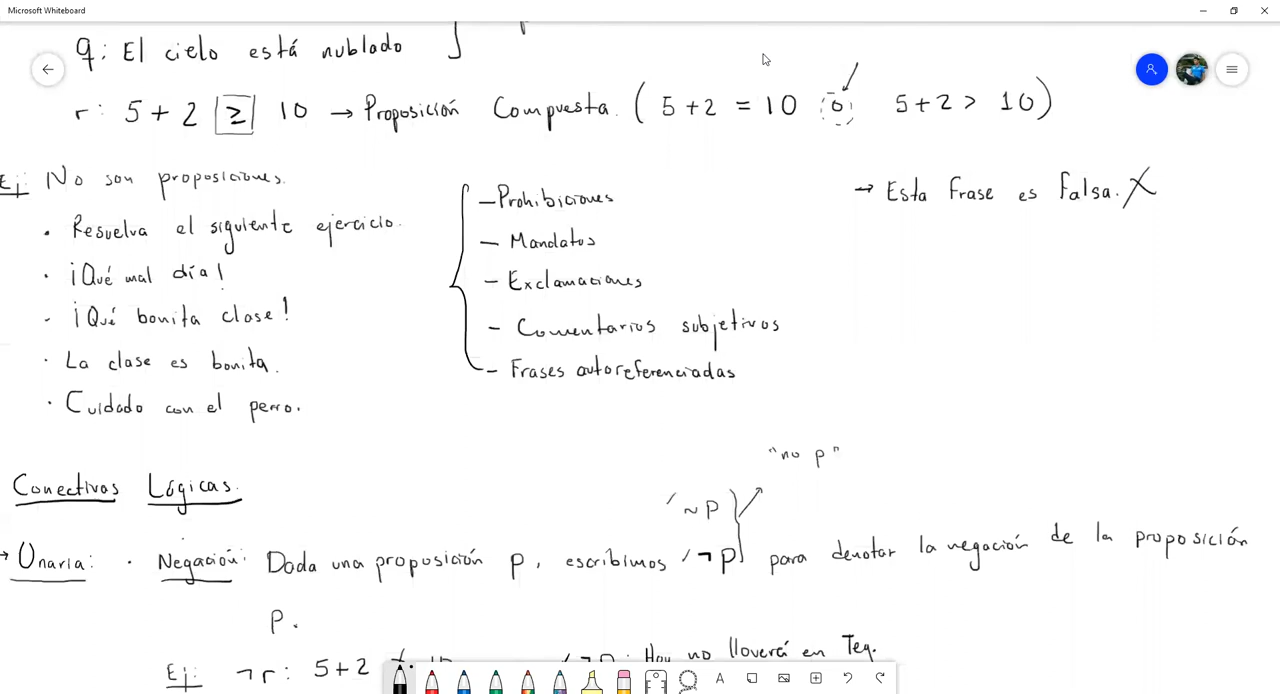 Microsoft Whiteboard
q: El cielo está nublado
r: 5+2 ≥ 10 → Proposición Compuesta. (5+2 = 10 o 5+2 > 10)
Ej: No son proposiciones.
• Resuelva el siguiente ejercicio.
• ¡Qué mal día!
• ¡Qué bonita clase!
• La clase es bonita.
• Cuidado con el perro.
- Prohibiciones
- Mandatos
- Exclamaciones
- Comentarios subjetivos
- Frases autoreferenciadas
→ Esta frase es falsa. X
Conectivos Lógicas.
"no p"
~p
→ Unaria: • Negación: Dada una proposición p, escribimos ¬p para denotar la negación de la proposición
p.
Ej: ¬r: 5+2 ¬p: Hoy no lloverá en Teg.